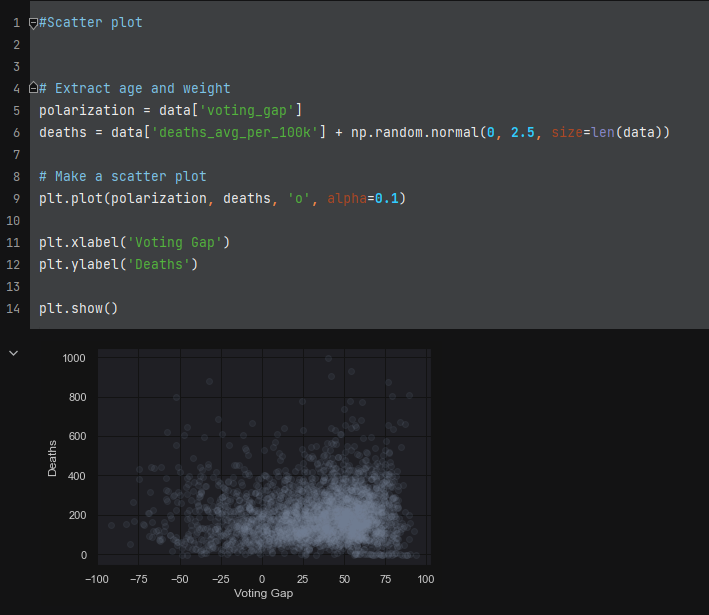 1 #Scatter plot
2
3
4 # Extract age and weight
5 polarization = data['voting_gap']
6 deaths = data['deaths_avg_per_100k'] + np.random.normal(0, 2.5, size=len(data))
7
8 # Make a scatter plot
9 plt.plot(polarization, deaths, 'o', alpha=0.1)
10
11 plt.xlabel('Voting Gap')
12 plt.ylabel('Deaths')
13
14 plt.show()
1000
800
600
400
200
0
Deaths
−100 −75 −50 −25 0 25 50 75 100
Voting Gap